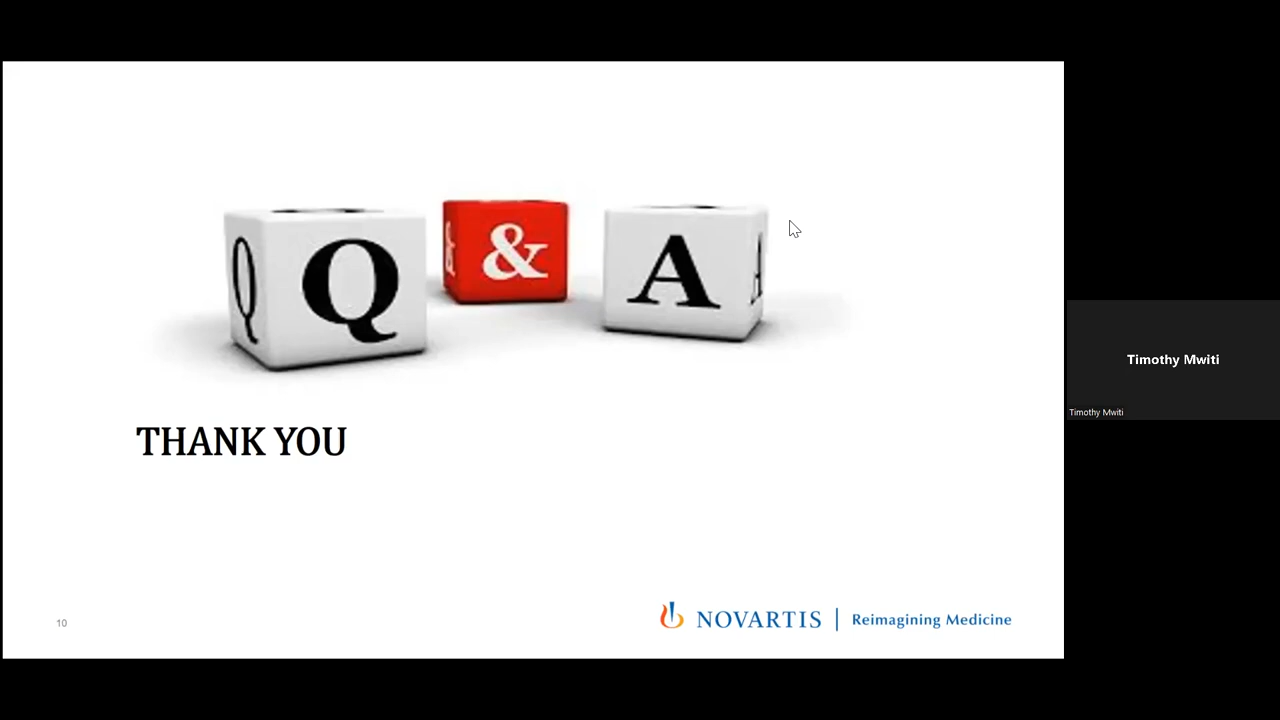 Q Q & A A
THANK YOU
10
NOVARTIS | Reimagining Medicine
Timothy Mwiti
Timothy Mwiti